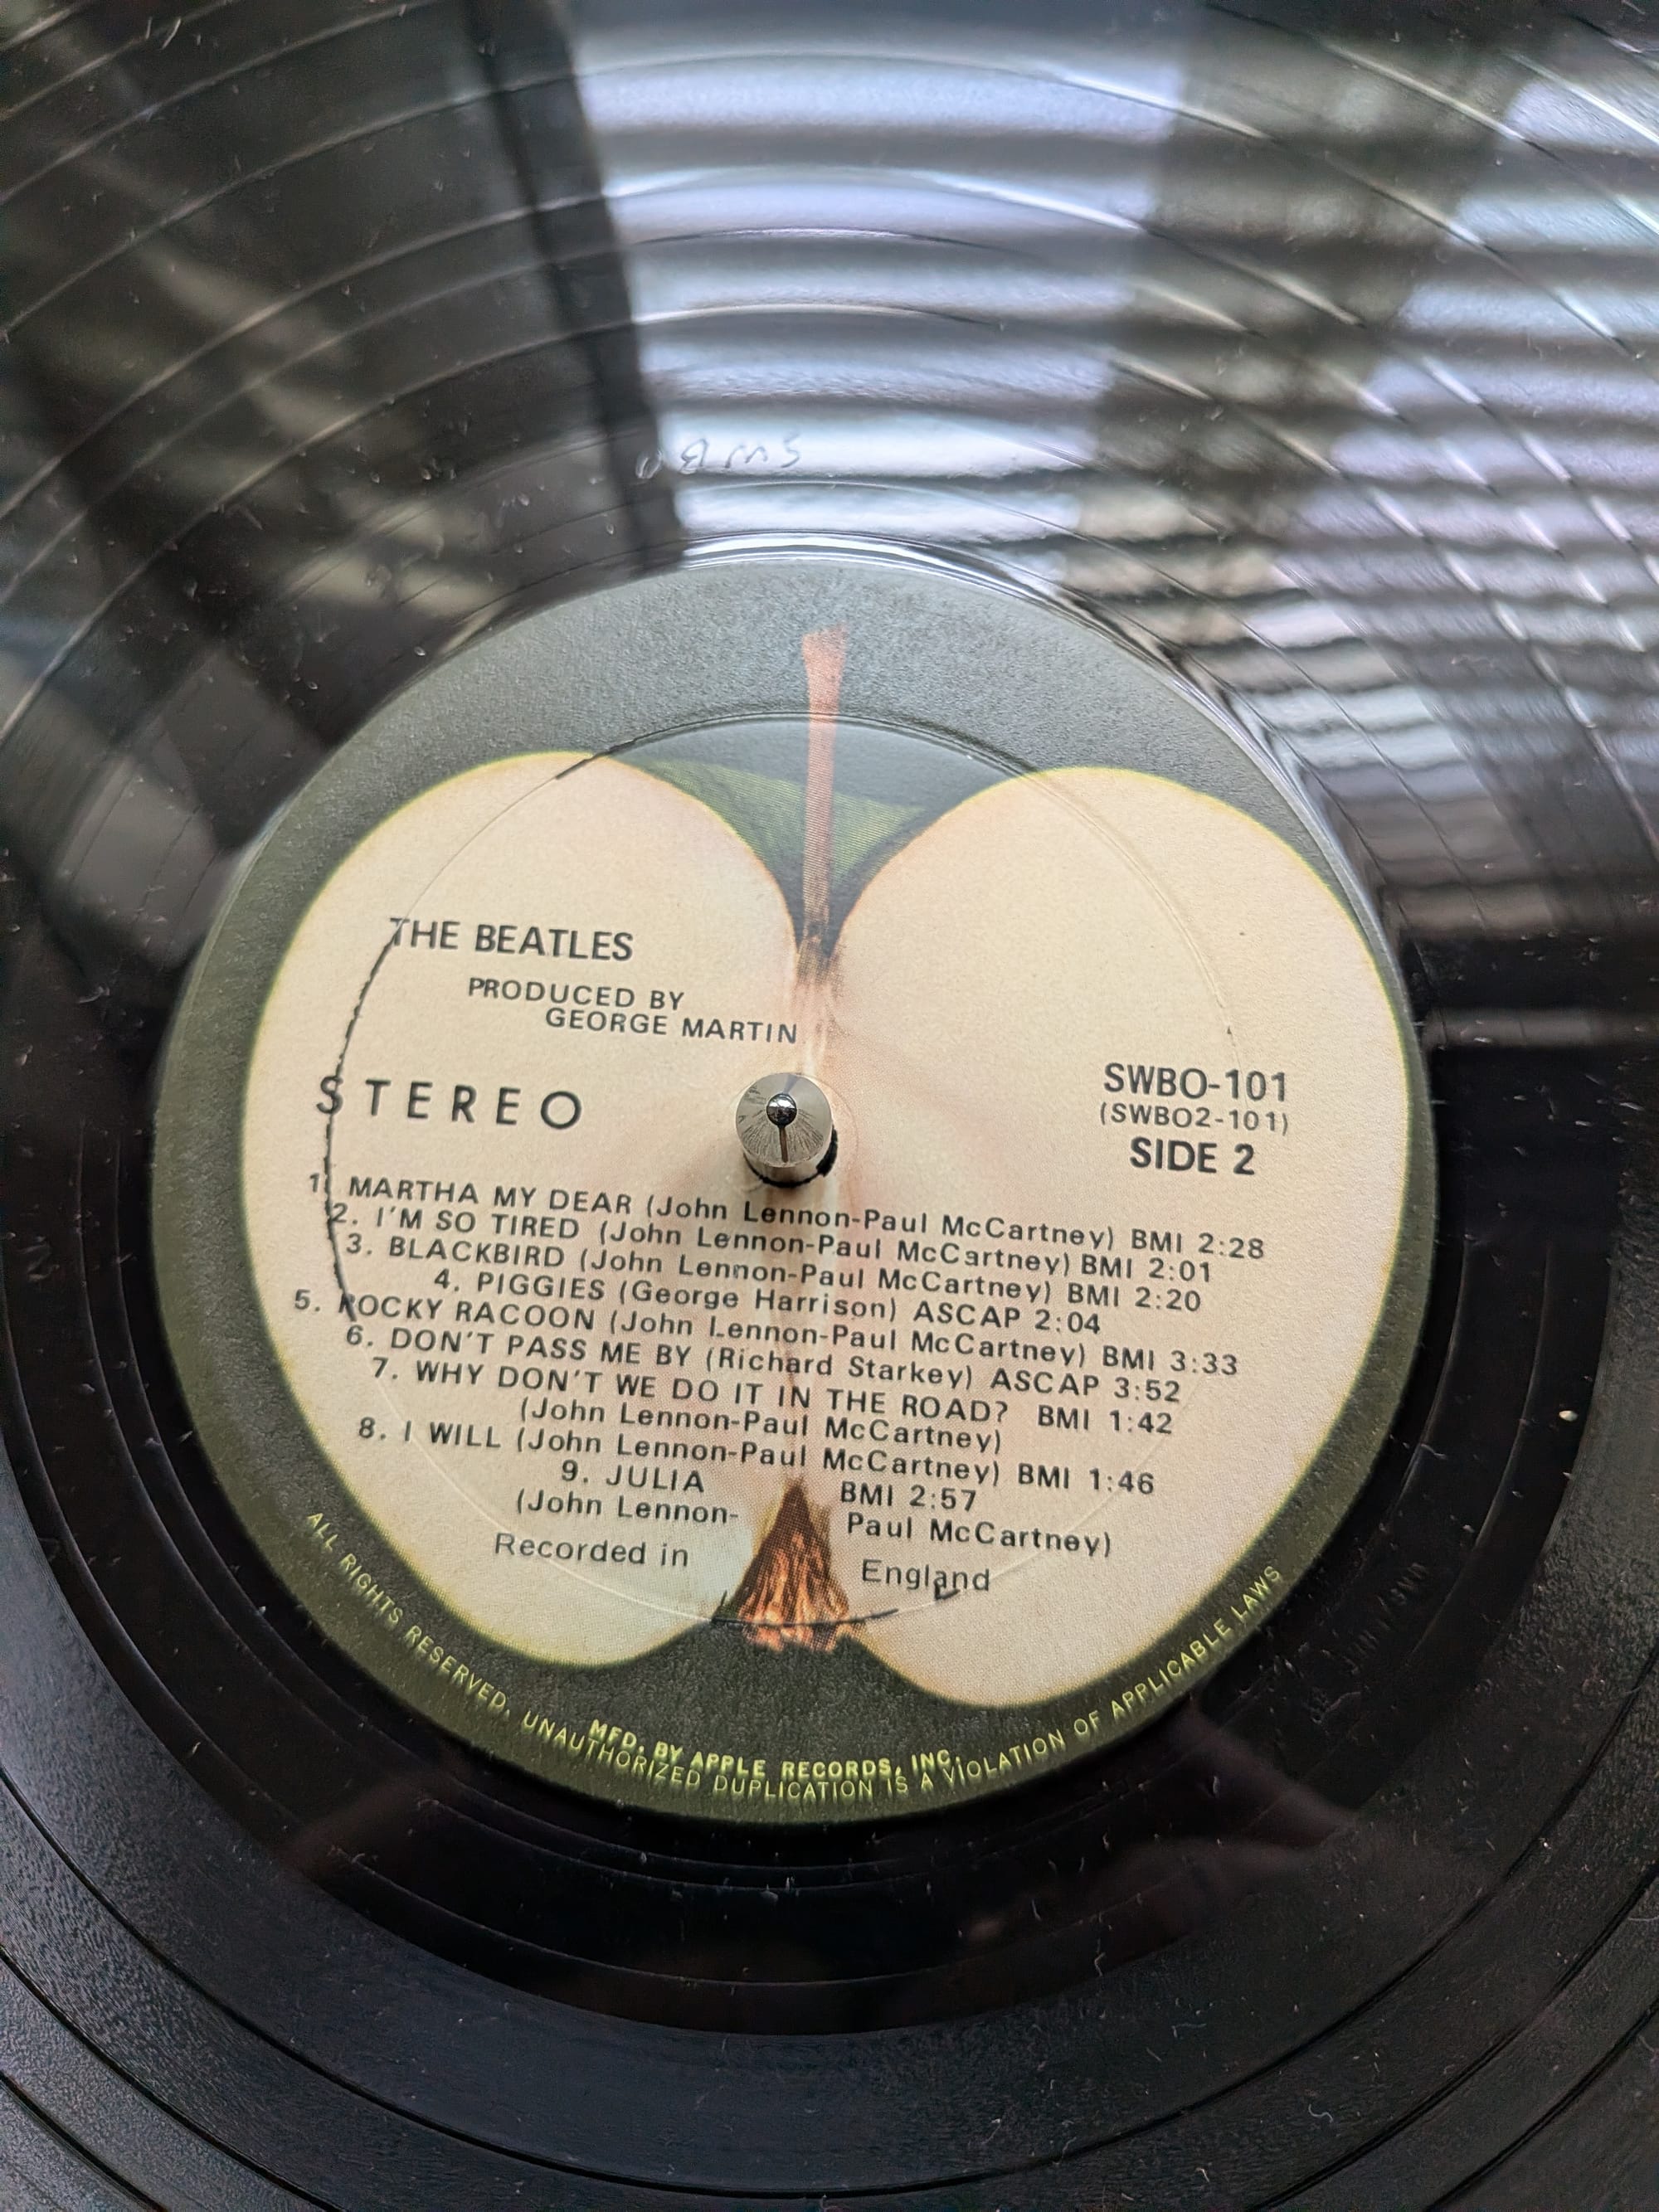 SWBO
THE BEATLES
PRODUCED BY
GEORGE MARTIN
STEREO
SWBO-101
(SWBO2-101)
SIDE 2
1. MARTHA MY DEAR (John Lennon-Paul McCartney) BMI 2:28
2. I'M SO TIRED (John Lennon-Paul McCartney) BMI 2:01
3. BLACKBIRD (John Lennon-Paul McCartney) BMI 2:20
4. PIGGIES (George Harrison) ASCAP 2:04
5. ROCKY RACOON (John Lennon-Paul McCartney) BMI 3:33
6. DON'T PASS ME BY (Richard Starkey) ASCAP 3:52
7. WHY DON'T WE DO IT IN THE ROAD? BMI 1:42
(John Lennon-Paul McCartney)
8. I WILL (John Lennon-Paul McCartney) BMI 1:46
9. JULIA BMI 2:57
(John Lennon- Paul McCartney)
Recorded in England
MFD. BY APPLE RECORDS, INC.
ALL RIGHTS RESERVED. UNAUTHORIZED DUPLICATION IS A VIOLATION OF APPLICABLE LAWS